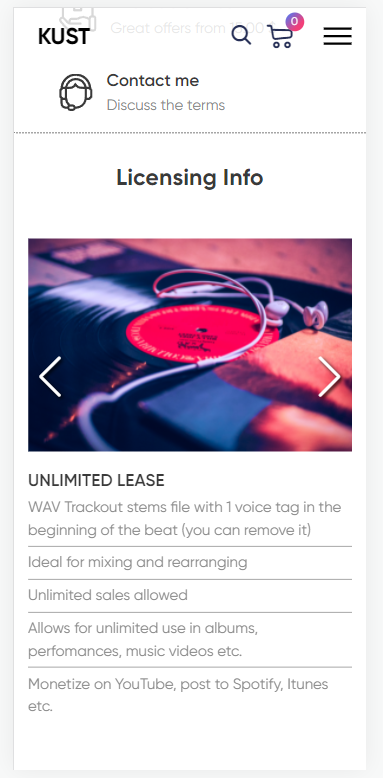 Great offers from
KUST
0
Contact me
Discuss the terms
Licensing Info
UNLIMITED LEASE
WAV Trackout stems file with 1 voice tag in the
beginning of the beat (you can remove it)
Ideal for mixing and rearranging
Unlimited sales allowed
Allows for unlimited use in albums,
perfomances, music videos etc.
Monetize on YouTube, post to Spotify, Itunes
etc.